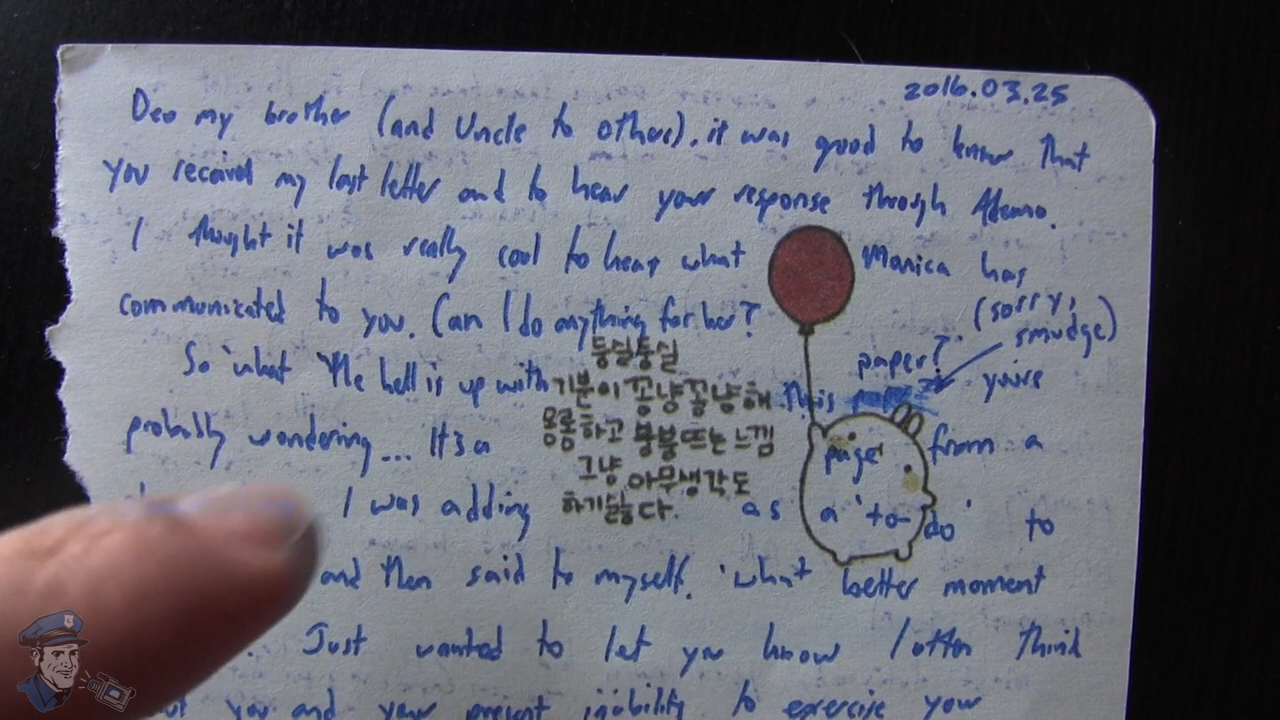 2016.03.25
Dear my brother (and Uncle to others), it was good to know that
you received my last letter and to hear your response through
I thought it was really cool to hear what Monica has
communicated to you. Can I do anything for her?
(sorry, smudge)
So 'what the hell is up with this paper?' you're
probably wondering... It's a page from a
I was adding as a 'to-do' to
and then said to myself, 'what better moment
Just wanted to let you know I often think
you and your present inability to exercise your
둥실둥실
기분이 꽁냥꽁냥해
몽롱하고 붕붕뜨는 느낌
그냥 아무생각도
하기싫다.